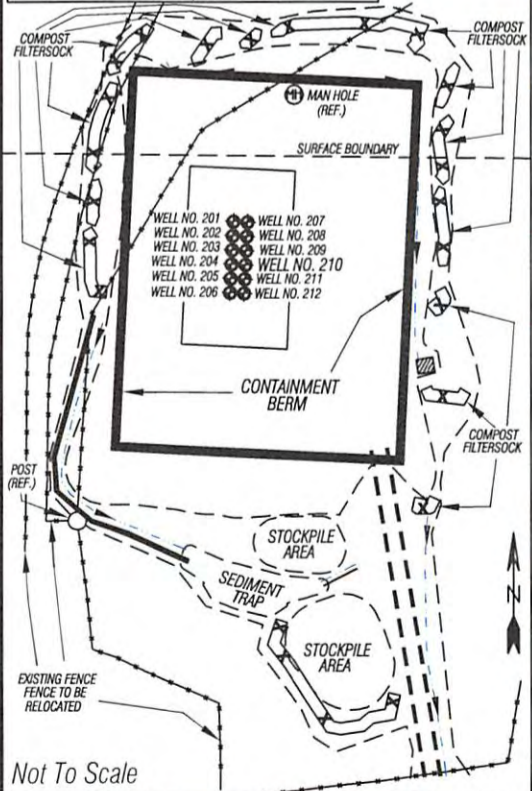 COMPOST
FILTERSOCK
COMPOST
FILTERSOCK
MAN HOLE
(REF.)
SURFACE BOUNDARY
WELL NO. 201
WELL NO. 202
WELL NO. 203
WELL NO. 204
WELL NO. 205
WELL NO. 206
WELL NO. 207
WELL NO. 208
WELL NO. 209
WELL NO. 210
WELL NO. 211
WELL NO. 212
CONTAINMENT
BERM
COMPOST
FILTERSOCK
POST
(REF.)
STOCKPILE
AREA
SEDIMENT
TRAP
STOCKPILE
AREA
N
EXISTING FENCE
FENCE TO BE
RELOCATED
Not To Scale